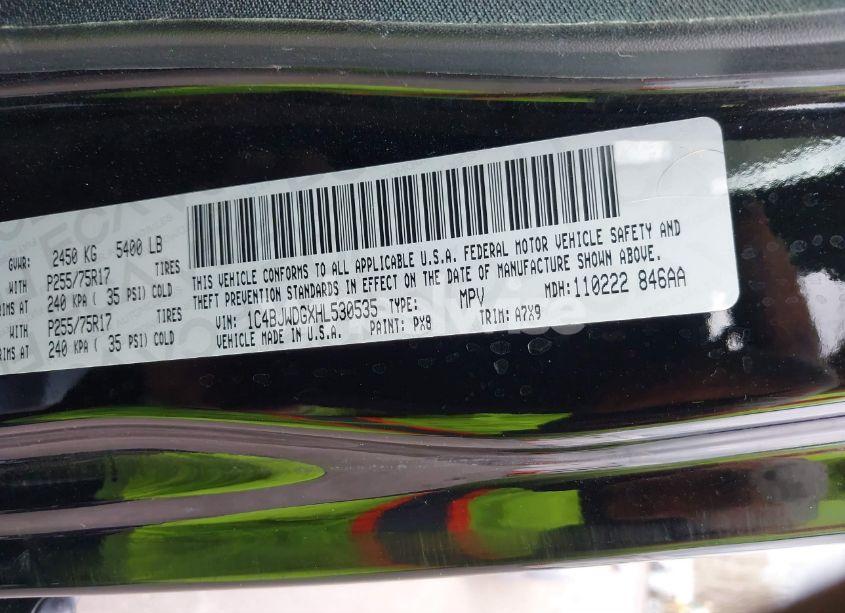 GVWR: 2450 KG 5400 LB
WITH TIRES
P255/75R17
RIMS AT 240 KPA ( 35 PSI) COLD
WITH TIRES
P255/75R17
RIMS AT 240 KPA ( 35 PSI) COLD
THIS VEHICLE CONFORMS TO ALL APPLICABLE U.S.A. FEDERAL MOTOR VEHICLE SAFETY AND
THEFT PREVENTION STANDARDS IN EFFECT ON THE DATE OF MANUFACTURE SHOWN ABOVE.
VIN: 1C4BJWDGXHL530535 TYPE: MPV MDH: 110222 846AA
VEHICLE MADE IN U.S.A. PAINT: PX8 TRIM: A7X9